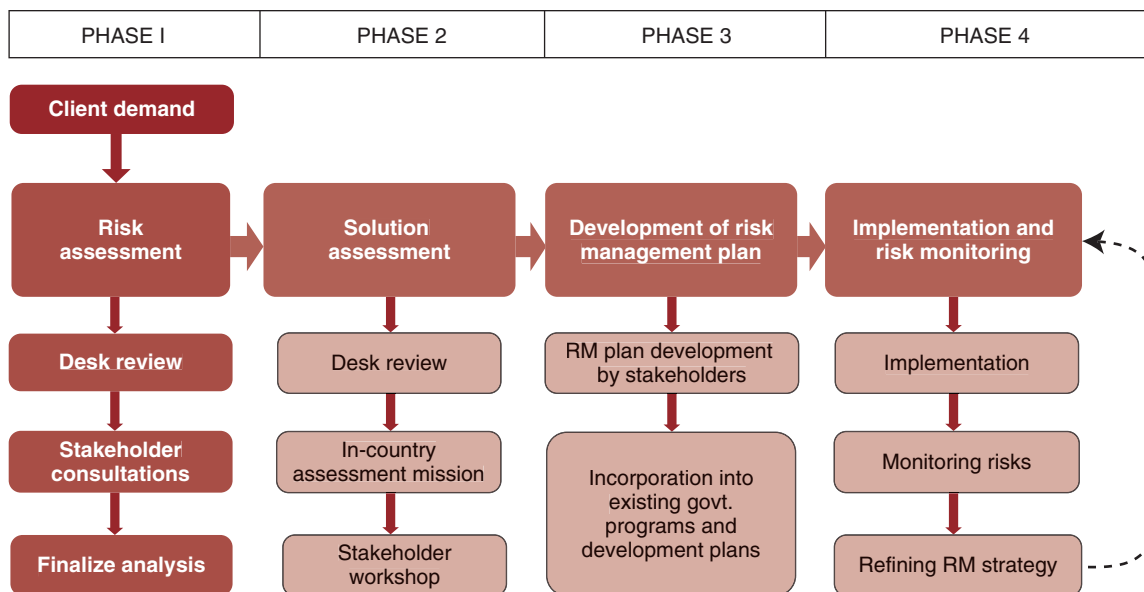 PHASE I
PHASE 2
PHASE 3
PHASE 4
Client demand
Risk
assessment
Solution
assessment
Development of risk
management plan
Implementation and
risk monitoring
Desk review
Stakeholder
consultations
Finalize analysis
Desk review
In-country
assessment mission
Stakeholder
workshop
RM plan development
by stakeholders
Incorporation into
existing govt.
programs and
development plans
Implementation
Monitoring risks
Refining RM strategy